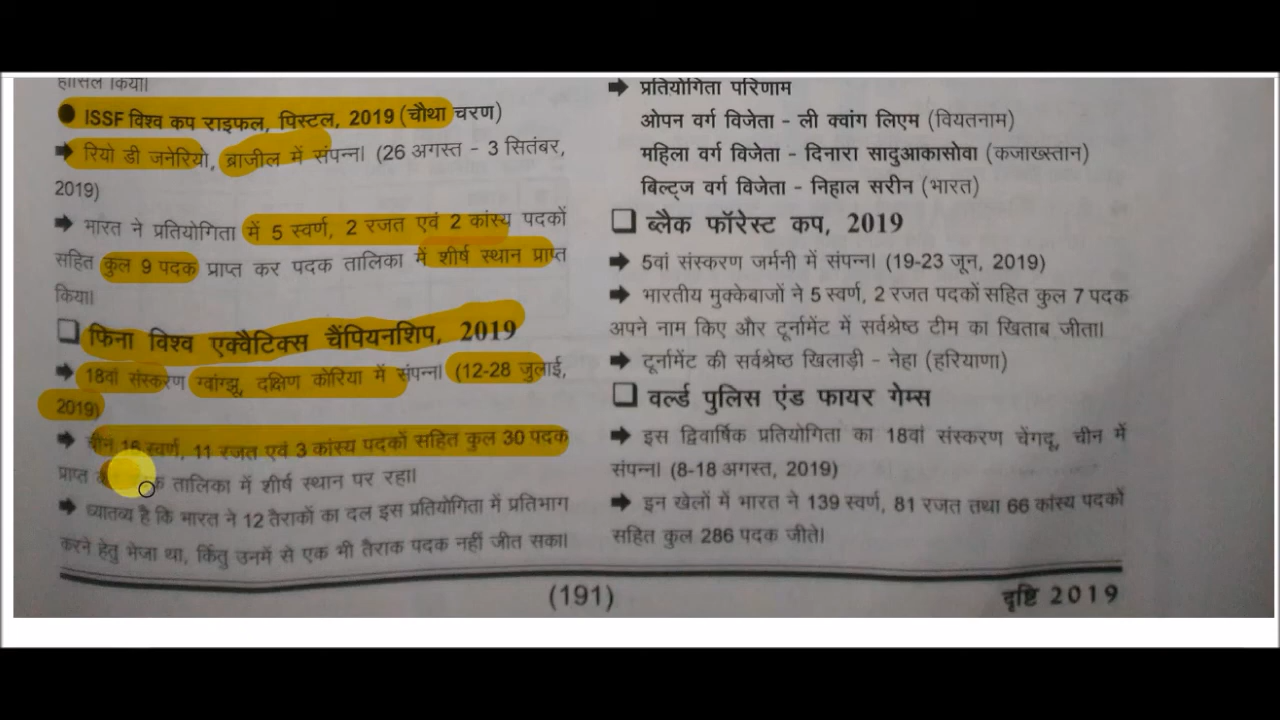 हासिल किया।
● ISSF विश्व कप राइफल, पिस्टल, 2019 (चौथा चरण)
➡ रियो डी जनेरियो, ब्राजील में संपन्न। (26 अगस्त - 3 सितंबर,
2019)
➡ भारत ने प्रतियोगिता में 5 स्वर्ण, 2 रजत एवं 2 कांस्य पदकों
सहित कुल 9 पदक प्राप्त कर पदक तालिका में शीर्ष स्थान प्राप्त
किया।
❑ फिना विश्व एक्वैटिक्स चैंपियनशिप, 2019
➡ 18वां संस्करण ग्वांग्झू, दक्षिण कोरिया में संपन्न। (12-28 जुलाई,
2019)
➡ चीन 16 स्वर्ण, 11 रजत एवं 3 कांस्य पदकों सहित कुल 30 पदक
प्राप्त तालिका में शीर्ष स्थान पर रहा।
➡ ध्यातव्य है कि भारत ने 12 तैराकों का दल इस प्रतियोगिता में प्रतिभाग
करने हेतु भेजा था, किंतु उनमें से एक भी तैराक पदक नहीं जीत सका।
➡ प्रतियोगिता परिणाम
ओपन वर्ग विजेता - ली क्वांग लिएम (वियतनाम)
महिला वर्ग विजेता - दिनारा सादुआकासोवा (कजाख्स्तान)
बिल्ट्ज वर्ग विजेता - निहाल सरीन (भारत)
❑ ब्लैक फॉरेस्ट कप, 2019
➡ 5वां संस्करण जर्मनी में संपन्न। (19-23 जून, 2019)
➡ भारतीय मुक्केबाजों ने 5 स्वर्ण, 2 रजत पदकों सहित कुल 7 पदक
अपने नाम किए और टूर्नामेंट में सर्वश्रेष्ठ टीम का खिताब जीता।
➡ टूर्नामेंट की सर्वश्रेष्ठ खिलाड़ी - नेहा (हरियाणा)
❑ वर्ल्ड पुलिस एंड फायर गेम्स
➡ इस द्विवार्षिक प्रतियोगिता का 18वां संस्करण चेंगदू, चीन में
संपन्न। (8-18 अगस्त, 2019)
➡ इन खेलों में भारत ने 139 स्वर्ण, 81 रजत तथा 66 कांस्य पदकों
सहित कुल 286 पदक जीते।
(191)
दृष्टि 2019